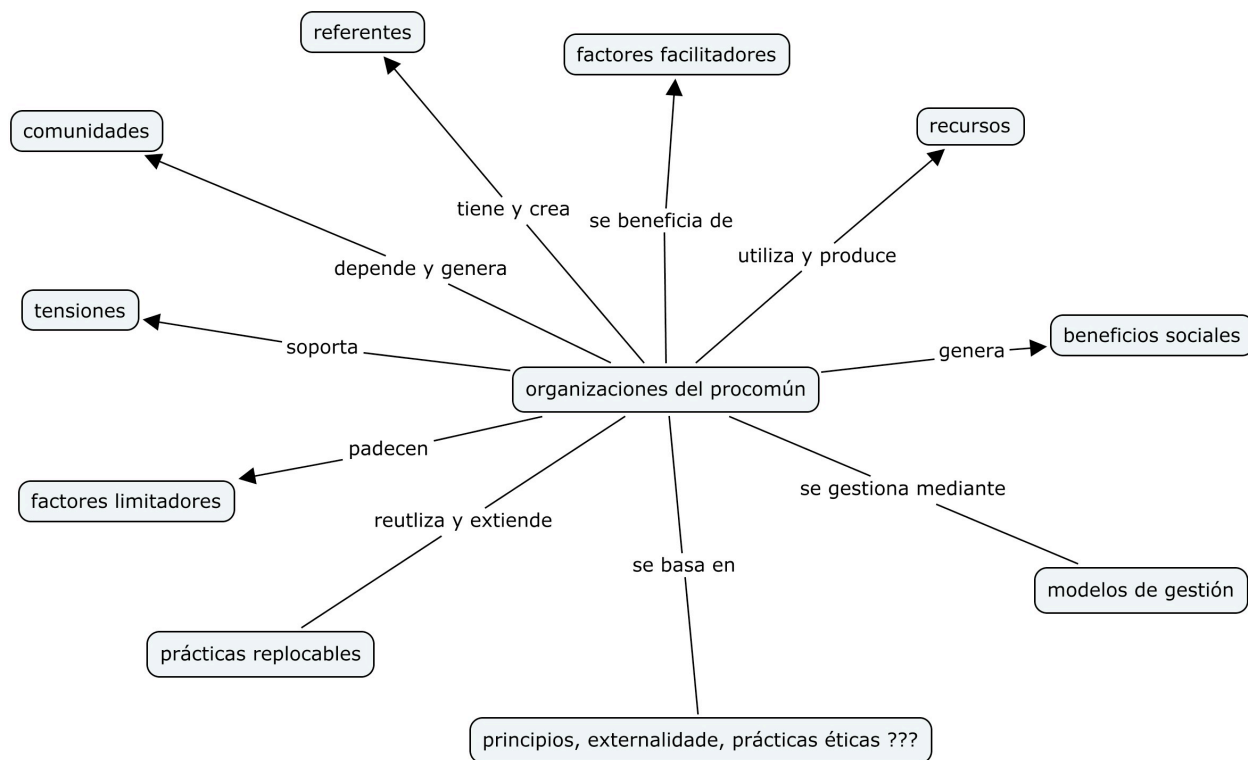 referentes
factores facilitadores
recursos
comunidades
tiene y crea
se beneficia de
utiliza y produce
depende y genera
tensiones
soporta
genera
beneficios sociales
organizaciones del procomún
padecen
factores limitadores
se gestiona mediante
reutliza y extiende
se basa en
modelos de gestión
prácticas replocables
principios, externalidade, prácticas éticas ???